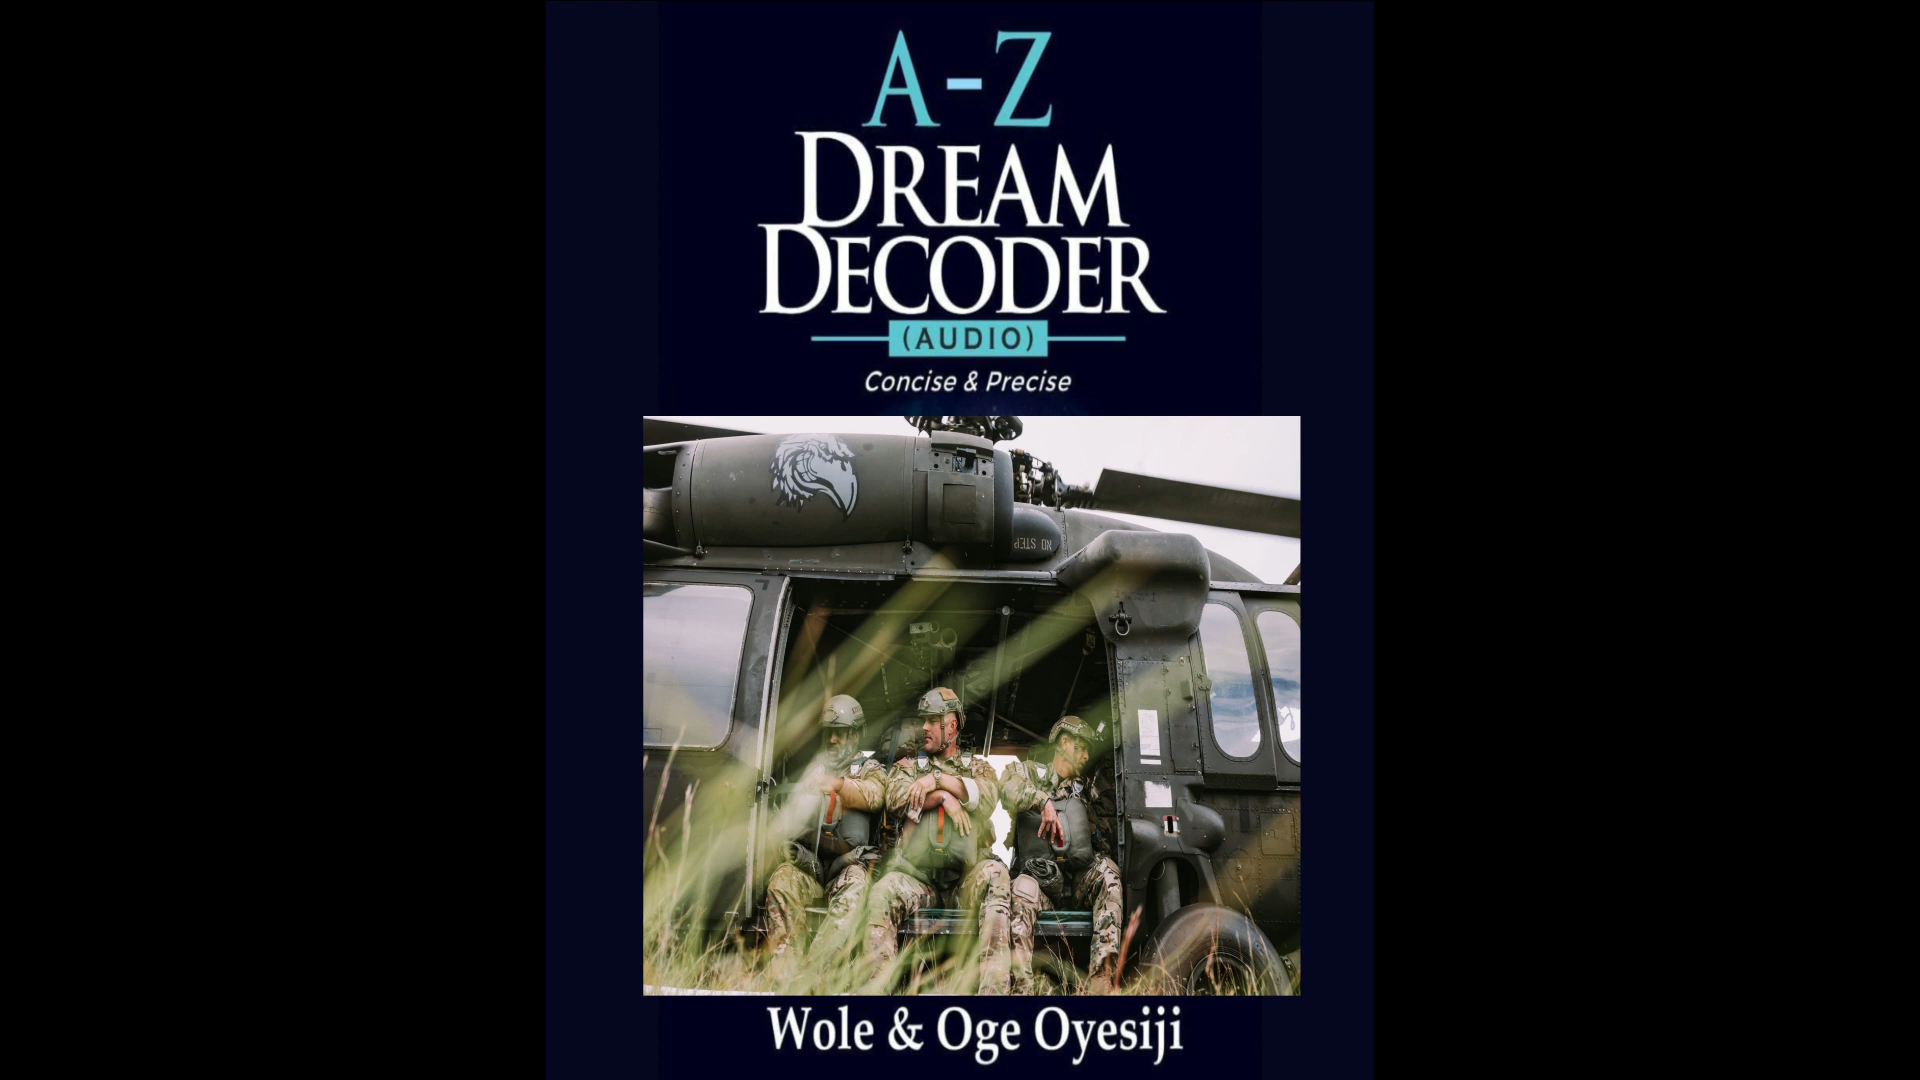 A-Z
DREAM
DECODER
(AUDIO)
Concise & Precise
NO STEP
Wole & Oge Oyesiji